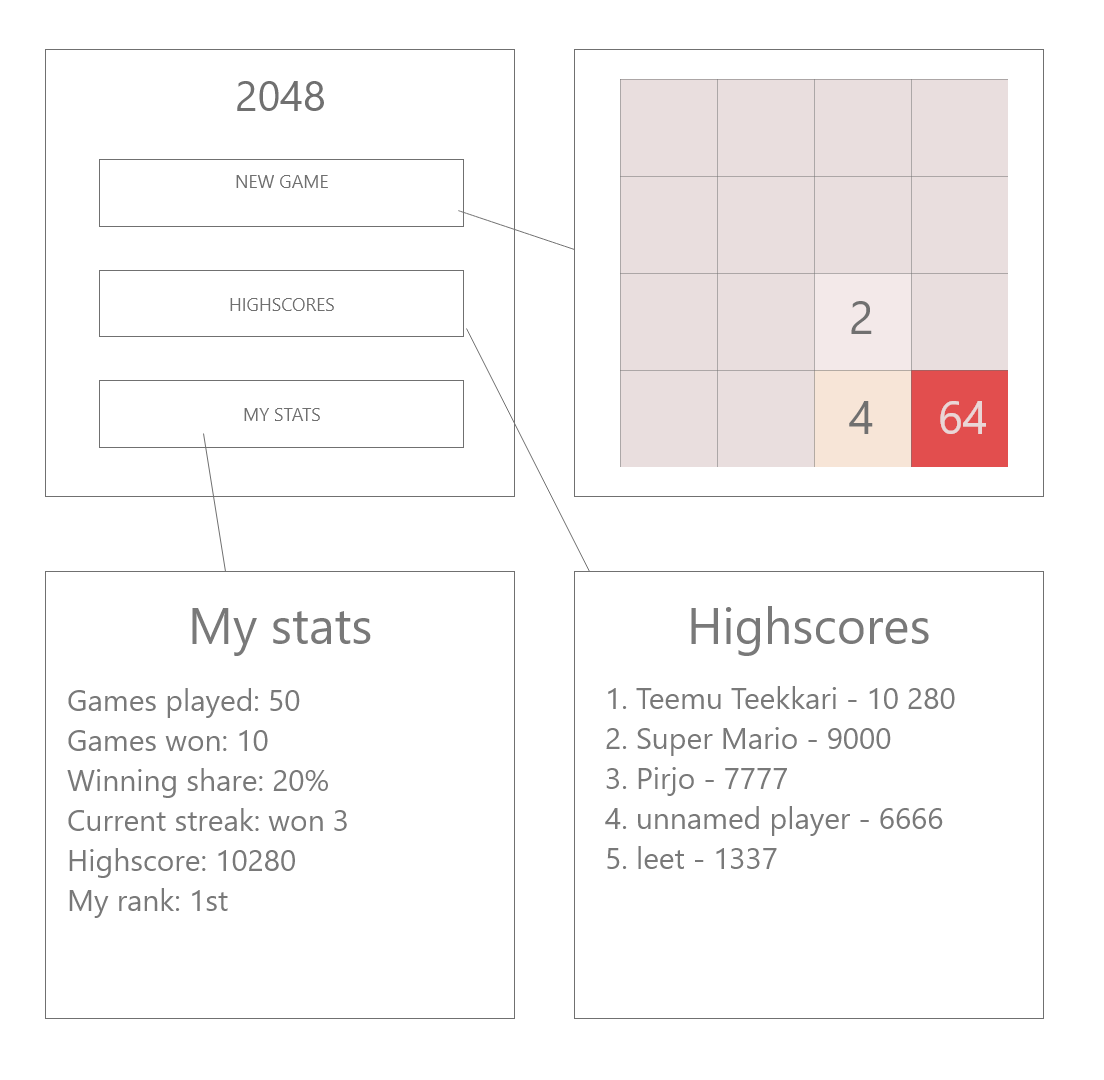 2048
NEW GAME
HIGHSCORES
MY STATS
2
4 64
My stats
Games played: 50
Games won: 10
Winning share: 20%
Current streak: won 3
Highscore: 10280
My rank: 1st
Highscores
1. Teemu Teekkari - 10 280
2. Super Mario - 9000
3. Pirjo - 7777
4. unnamed player - 6666
5. leet - 1337